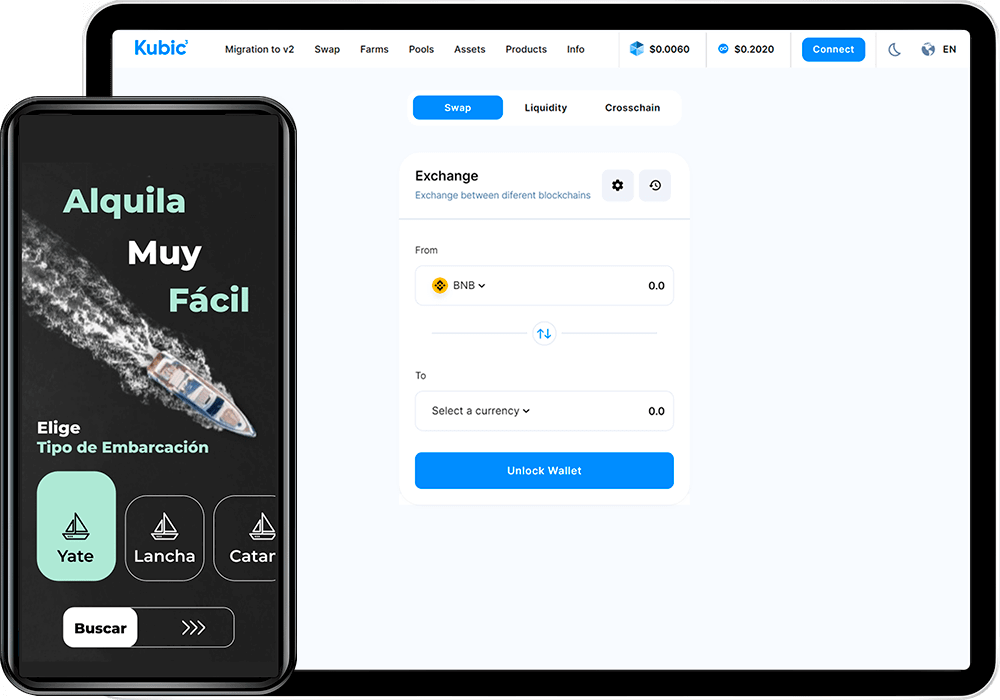 Kubic³
Migration to v2 Swap Farms Pools Assets Products Info $0.0060 $0.2020 Connect EN
Swap Liquidity Crosschain
Exchange
Exchange between diferent blockchains
From
BNB 0.0
To
Select a currency 0.0
Unlock Wallet
Alquila
Muy
Fácil
Elige
Tipo de Embarcación
Yate Lancha Catar
Buscar